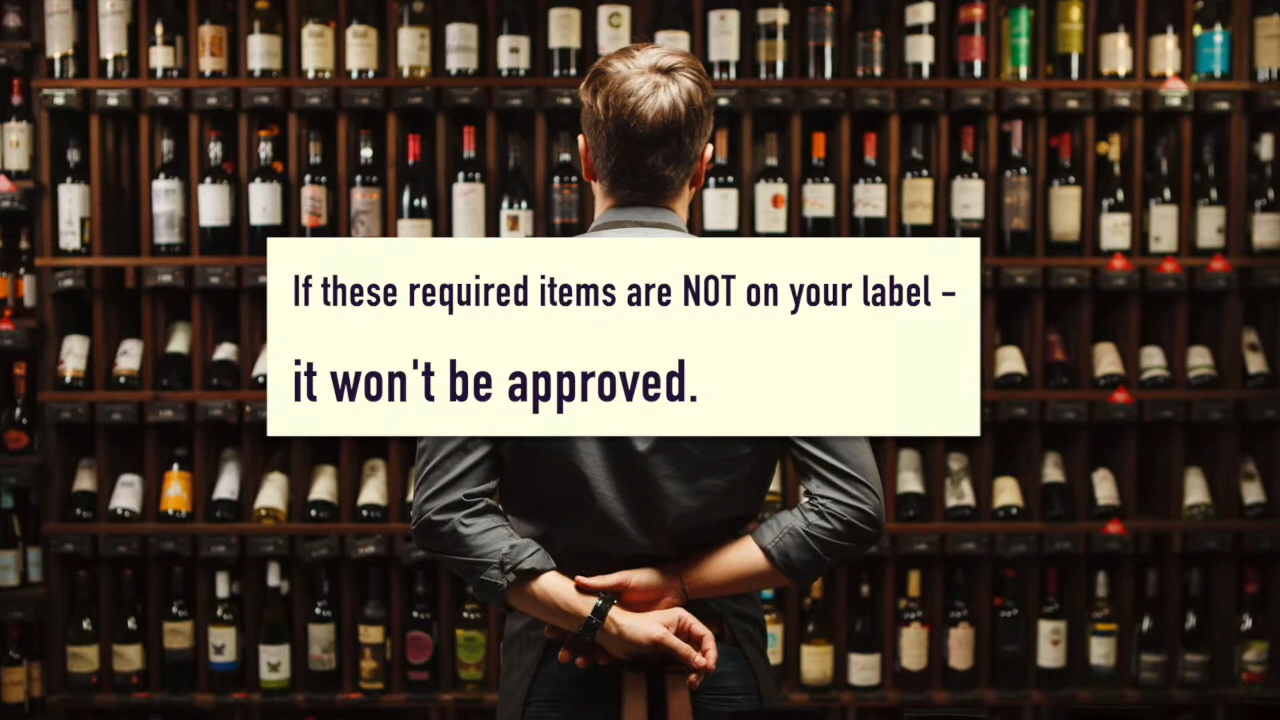 If these required items are NOT on your label -
it won't be approved.